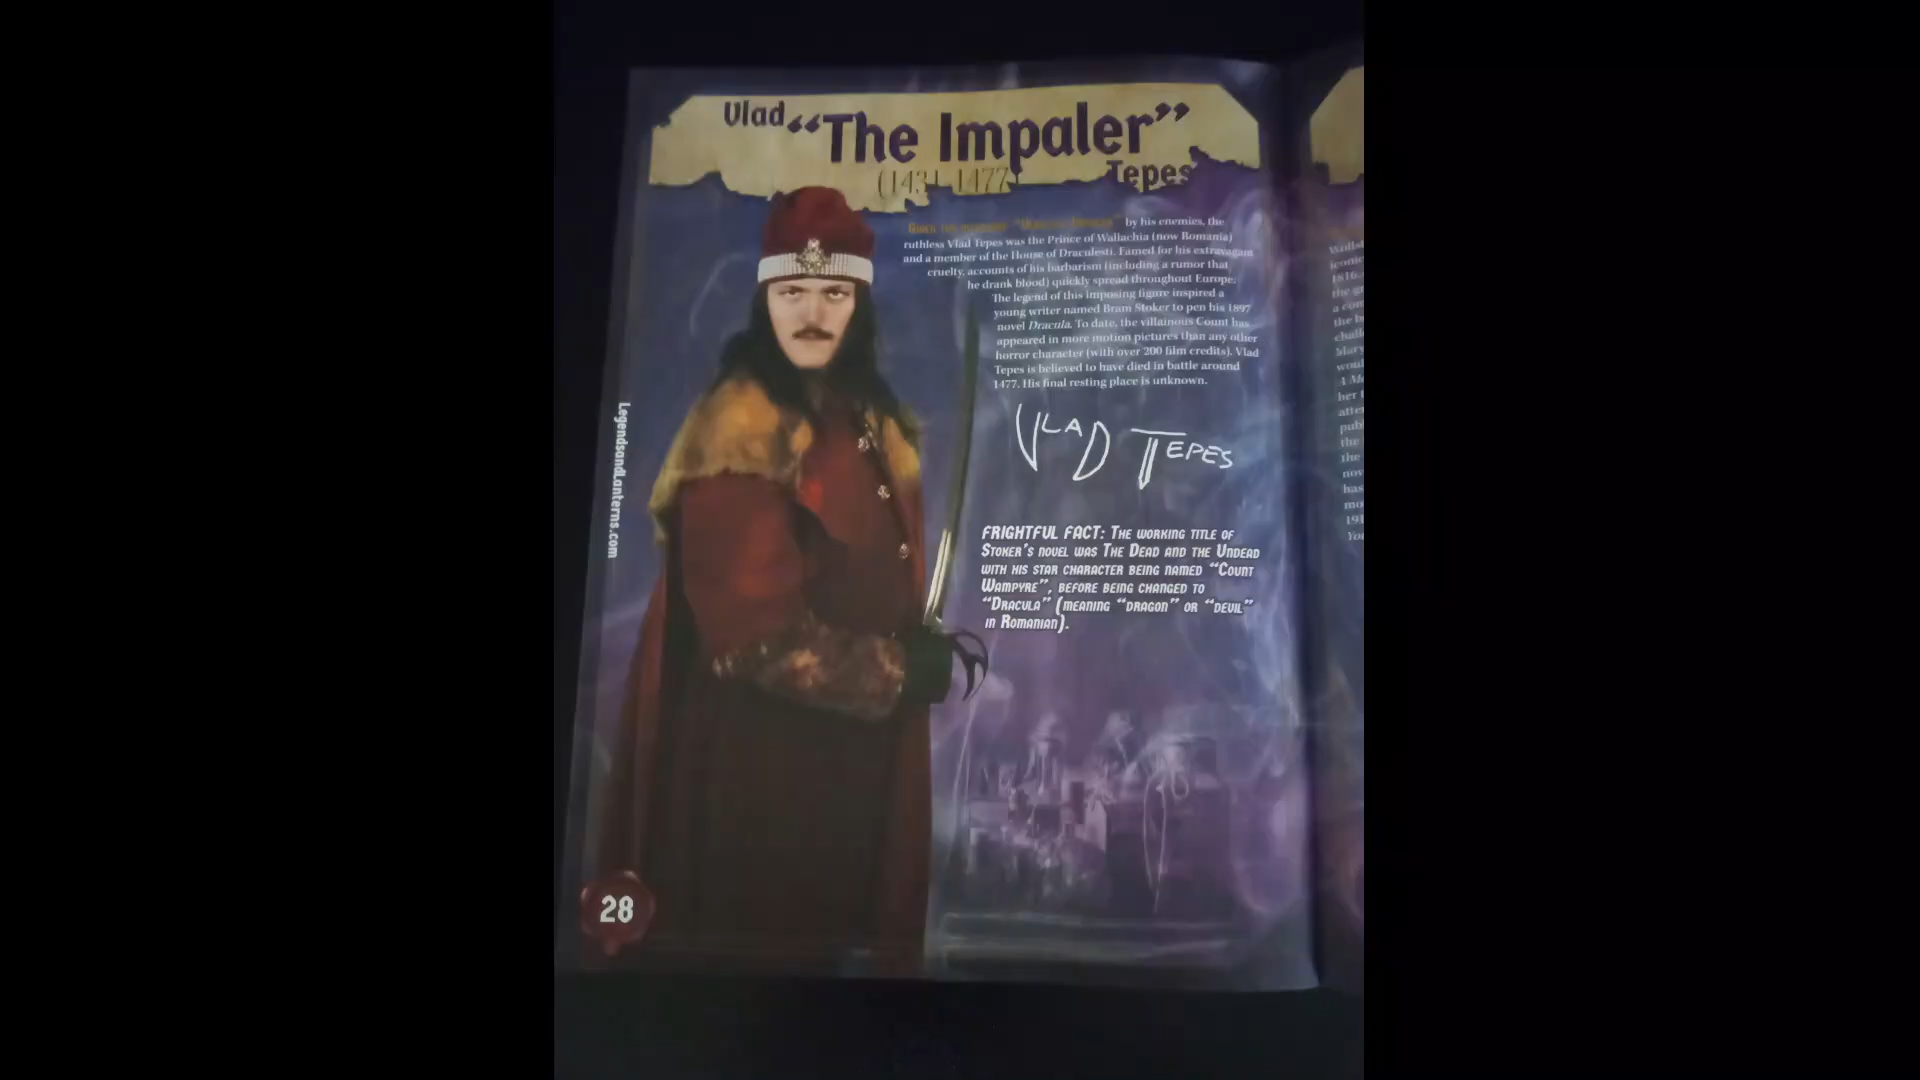 Vlad
"The Impaler"
Tepes
(1431-1477)
by his enemies, the
ruthless Vlad Tepes was the Prince of Wallachia (now Romania)
and a member of the House of Draculesti. Famed for his extravagant
cruelty, accounts of his barbarism (including a rumor that
he drank blood) quickly spread throughout Europe.
The legend of this imposing figure inspired a
young writer named Bram Stoker to pen his 1897
novel Dracula. To date, the villainous Count has
appeared in more motion pictures than any other
horror character (with over 200 film credits). Vlad
Tepes is believed to have died in battle around
1477. His final resting place is unknown.
VLAD TEPES
FRIGHTFUL FACT: The working title of
Stoker's novel was The Dead and the Undead
with his star character being named "Count
Wampyre", before being changed to
"Dracula" (meaning "dragon" or "devil"
in Romanian).
LegendsandLanterns.com
28
1816.
the
the
the
has